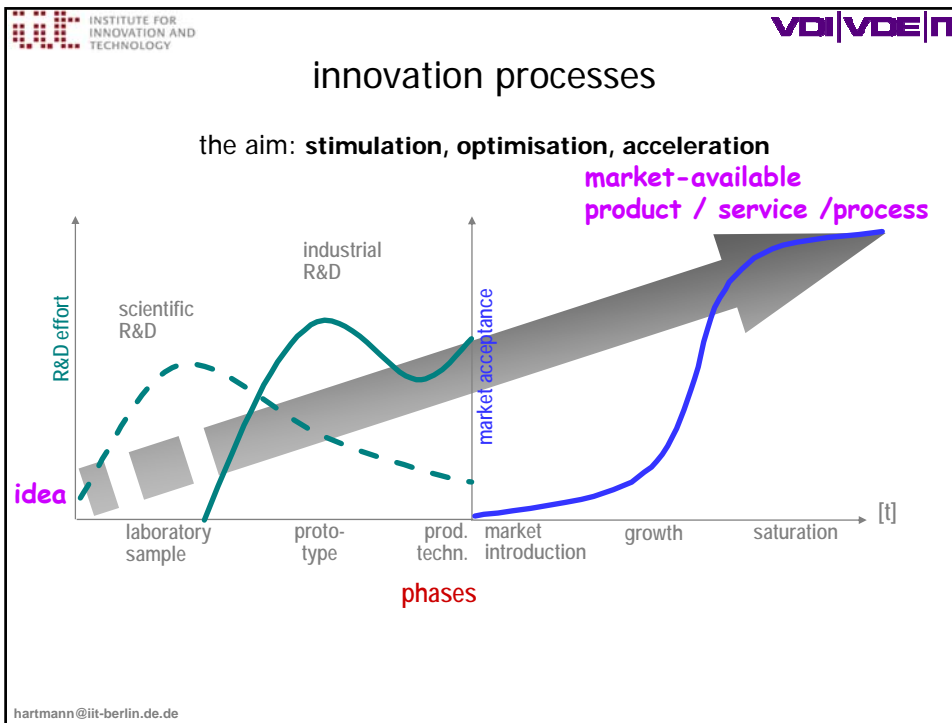 iit INSTITUTE FOR
INNOVATION AND
TECHNOLOGY
VDI|VDE|IT
innovation processes
the aim: stimulation, optimisation, acceleration
market-available
product / service /process
industrial
R&D
scientific
R&D
R&D effort
market acceptance
idea
[t]
laboratory
sample
proto-
type
prod.
techn.
market
introduction
growth
saturation
phases
hartmann@iit-berlin.de.de